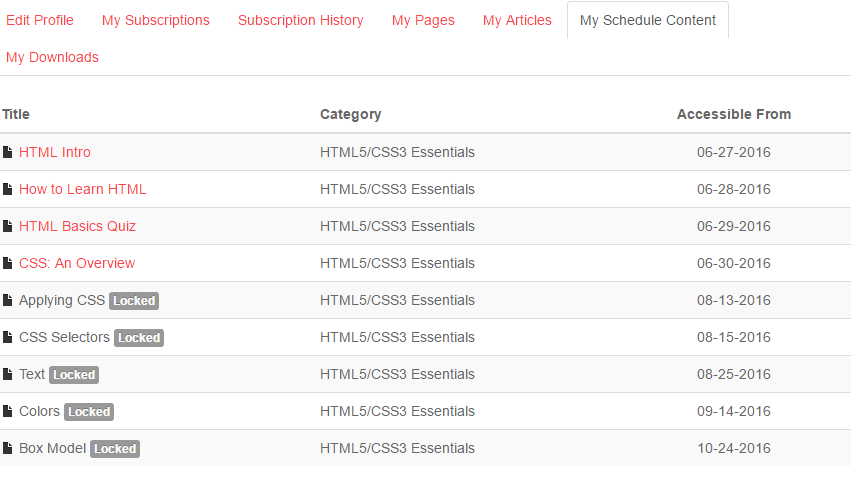 Edit Profile My Subscriptions Subscription History My Pages My Articles My Schedule Content
My Downloads
Title Category Accessible From
HTML Intro HTML5/CSS3 Essentials 06-27-2016
How to Learn HTML HTML5/CSS3 Essentials 06-28-2016
HTML Basics Quiz HTML5/CSS3 Essentials 06-29-2016
CSS: An Overview HTML5/CSS3 Essentials 06-30-2016
Applying CSS Locked HTML5/CSS3 Essentials 08-13-2016
CSS Selectors Locked HTML5/CSS3 Essentials 08-15-2016
Text Locked HTML5/CSS3 Essentials 08-25-2016
Colors Locked HTML5/CSS3 Essentials 09-14-2016
Box Model Locked HTML5/CSS3 Essentials 10-24-2016